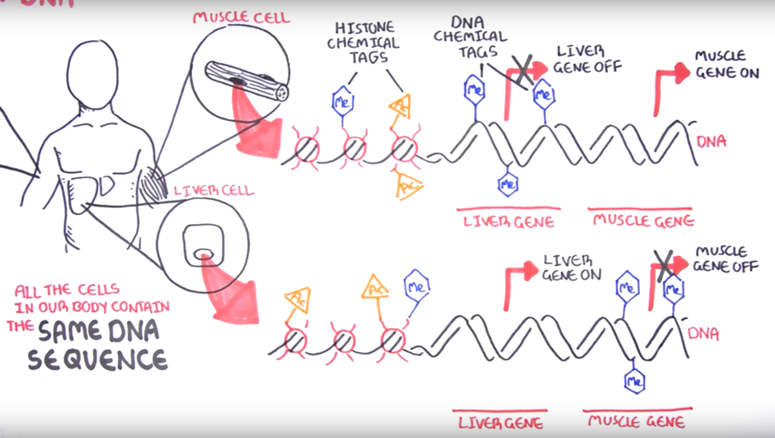 DNA
MUSCLE CELL
HISTONE
CHEMICAL
TAGS
DNA
CHEMICAL
TAGS
LIVER
GENE OFF
MUSCLE
GENE ON
Me
Ac
Ac
Me
Me
Me
DNA
LIVER GENE
MUSCLE GENE
LIVER CELL
ALL THE CELLS
IN OUR BODY CONTAIN
THE SAME DNA
SEQUENCE
Ac
Ac
Me
LIVER
GENE ON
MUSCLE
GENE OFF
Me
Me
Me
DNA
LIVER GENE
MUSCLE GENE